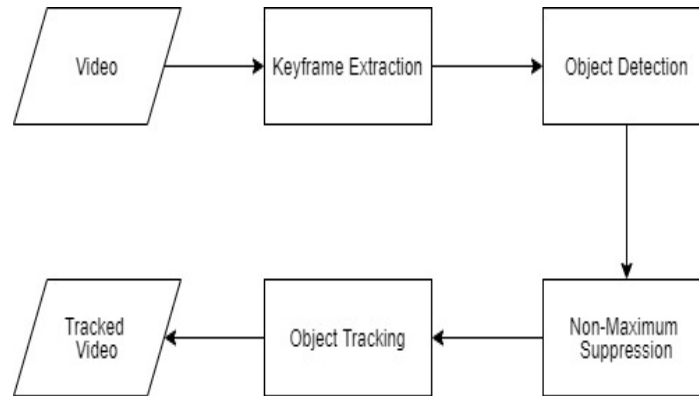 Video
Keyframe Extraction
Object Detection
Non-Maximum
Suppression
Object Tracking
Tracked
Video